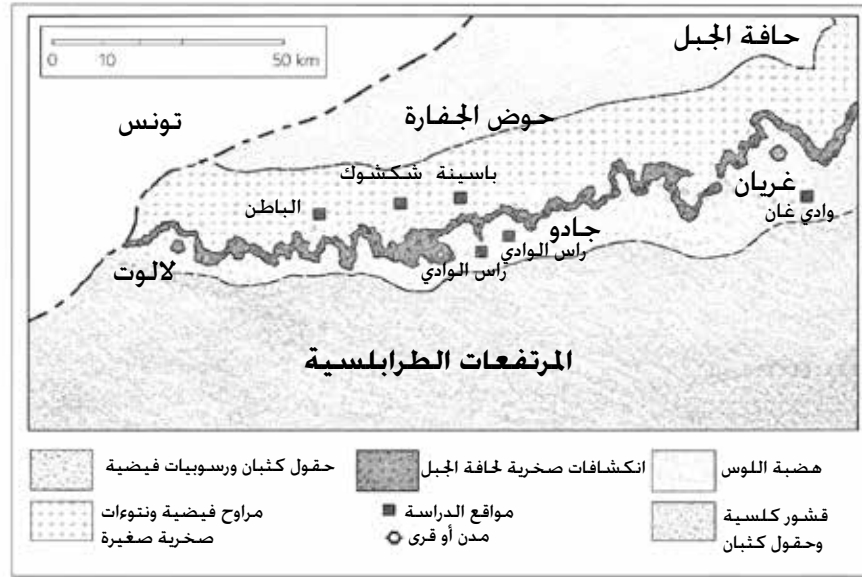 حافة الجبل
0 10 50 km
تونس
حوض الجفارة
باسينة شكشوك
الباطن
غريان
وادي غان
جادو
راس الوادي
راس الوادي
لالوت
المرتفعات الطرابلسية
هضبة اللوس
انكشافات صخرية لحافة الجبل
حقول كثبان ورسوبيات فيضية
قشور كلسية
وحقول كثبان
مواقع الدراسة
مدن أو قرى
مراوح فيضية ونتوءات
صخرية صغيرة